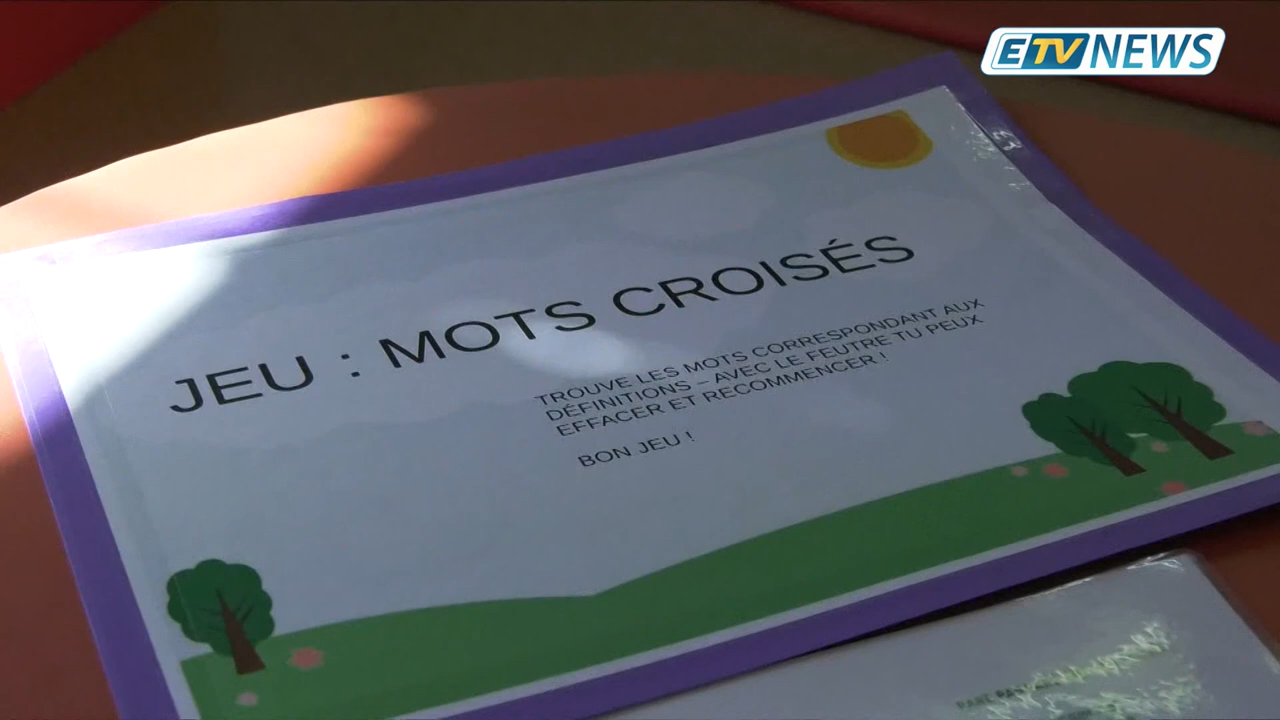 ETV NEWS
JEU : MOTS CROISÉS
TROUVE LES MOTS CORRESPONDANT AUX
DÉFINITIONS – AVEC LE FEUTRE TU PEUX
EFFACER ET RECOMMENCER !
BON JEU !